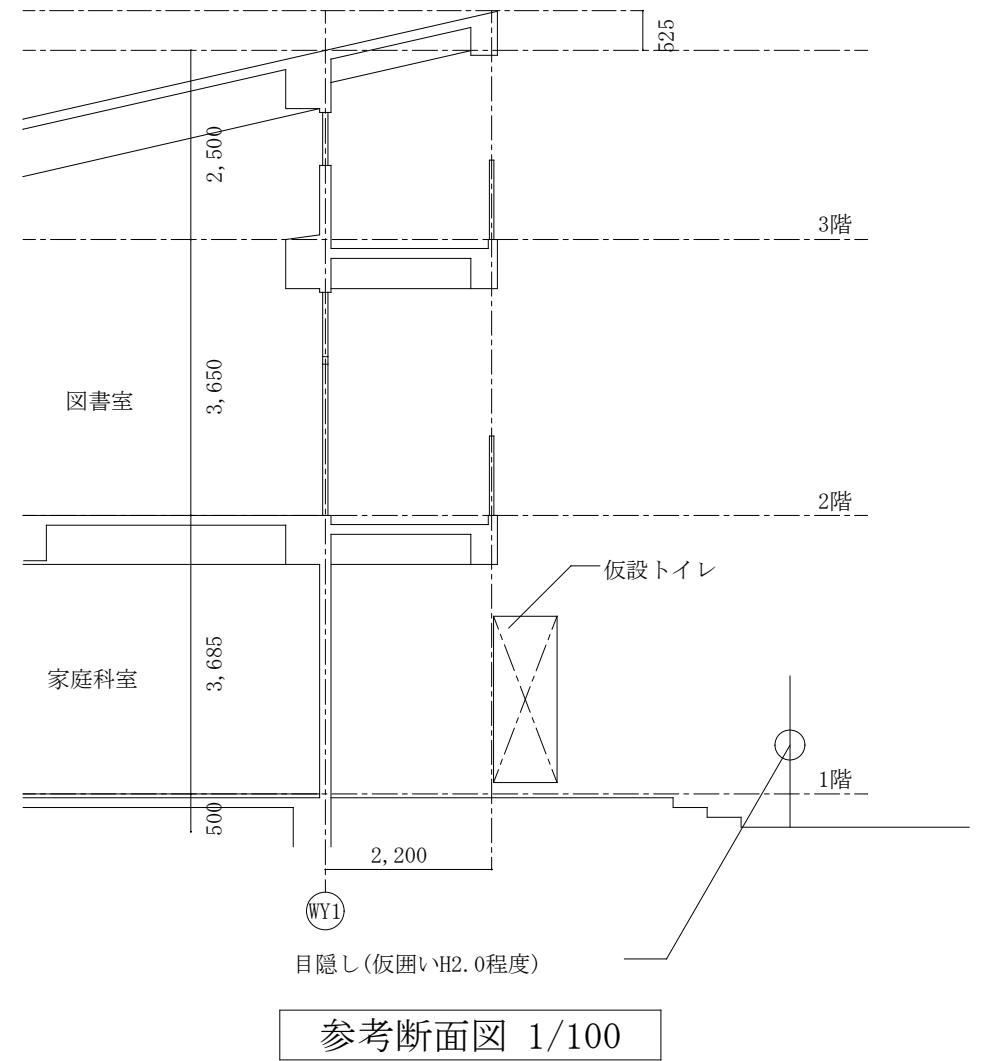 525
2,500
3階
3,650
図書室
2階
仮設トイレ
3,685
家庭科室
1階
500
2,200
WY1
目隠し(仮囲いH2.0程度)
参考断面図 1/100